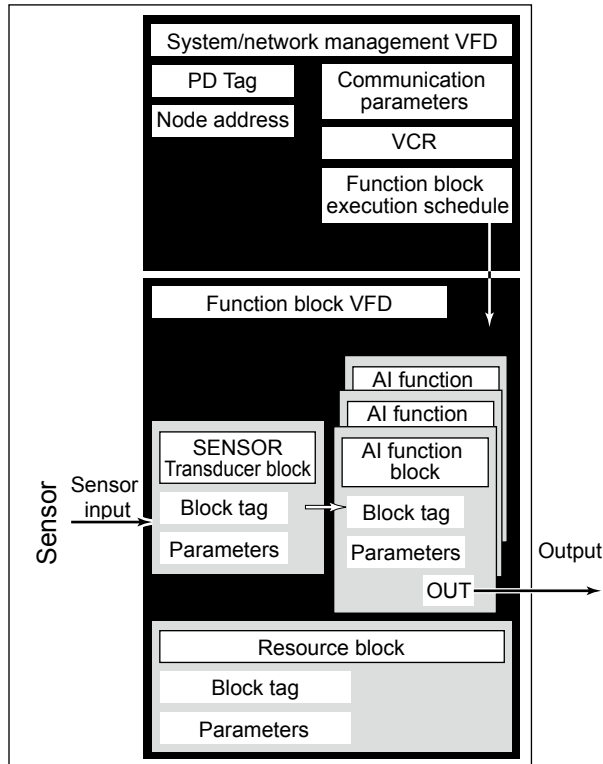 System/network management VFD
PD Tag
Node address
Communication
parameters
VCR
Function block
execution schedule
Function block VFD
AI function
AI function
AI function
block
Block tag
Parameters
OUT
SENSOR
Transducer block
Block tag
Parameters
Sensor
Sensor
input
Output
Resource block
Block tag
Parameters